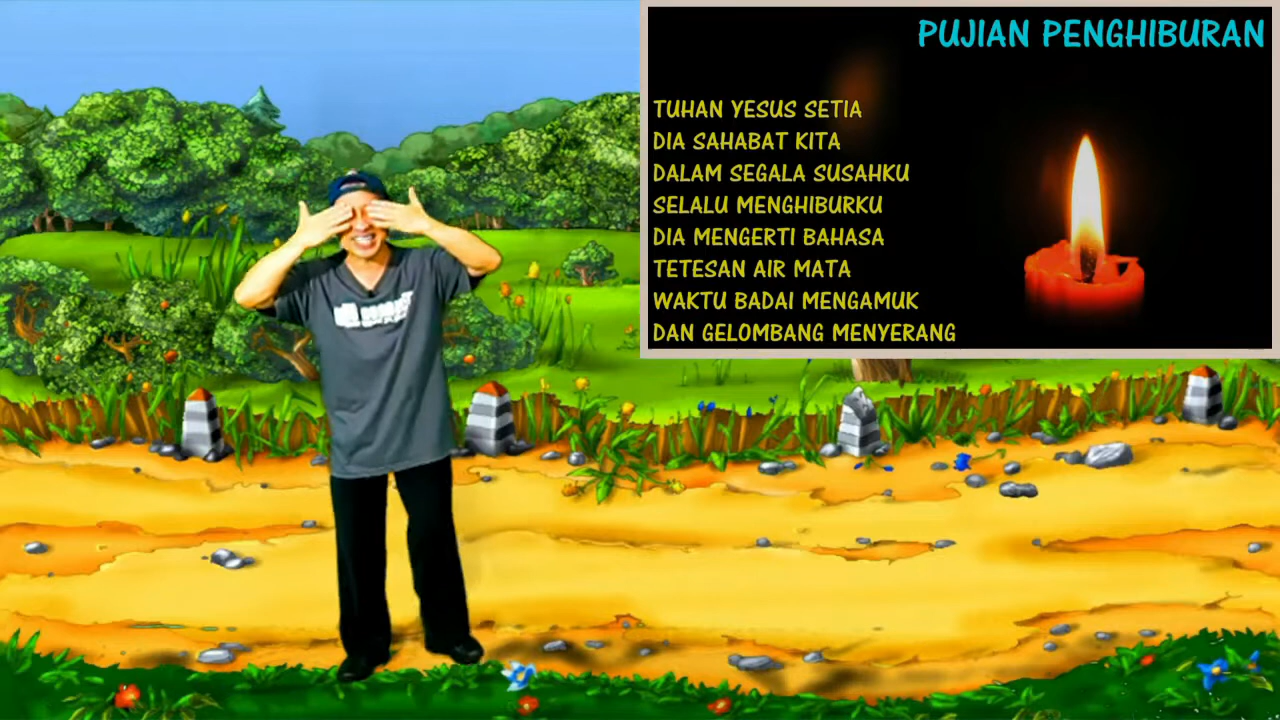 PUJIAN PENGHIBURAN
TUHAN YESUS SETIA
DIA SAHABAT KITA
DALAM SEGALA SUSAHKU
SELALU MENGHIBURKU
DIA MENGERTI BAHASA
TETESAN AIR MATA
WAKTU BADAI MENGAMUK
DAN GELOMBANG MENYERANG